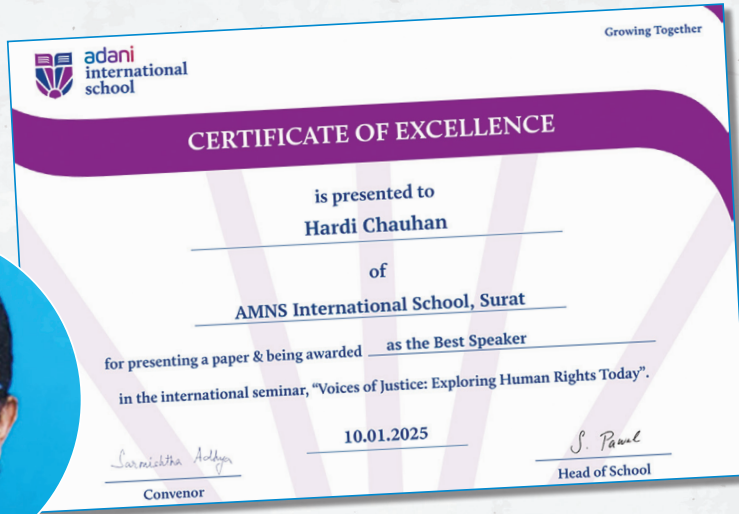 adani
international
school
Growing Together
CERTIFICATE OF EXCELLENCE
is presented to
Hardi Chauhan
of
AMNS International School, Surat
for presenting a paper & being awarded as the Best Speaker
in the international seminar, “Voices of Justice: Exploring Human Rights Today”.
10.01.2025
Sarmishtha
S. Pawal
Convenor
Head of School